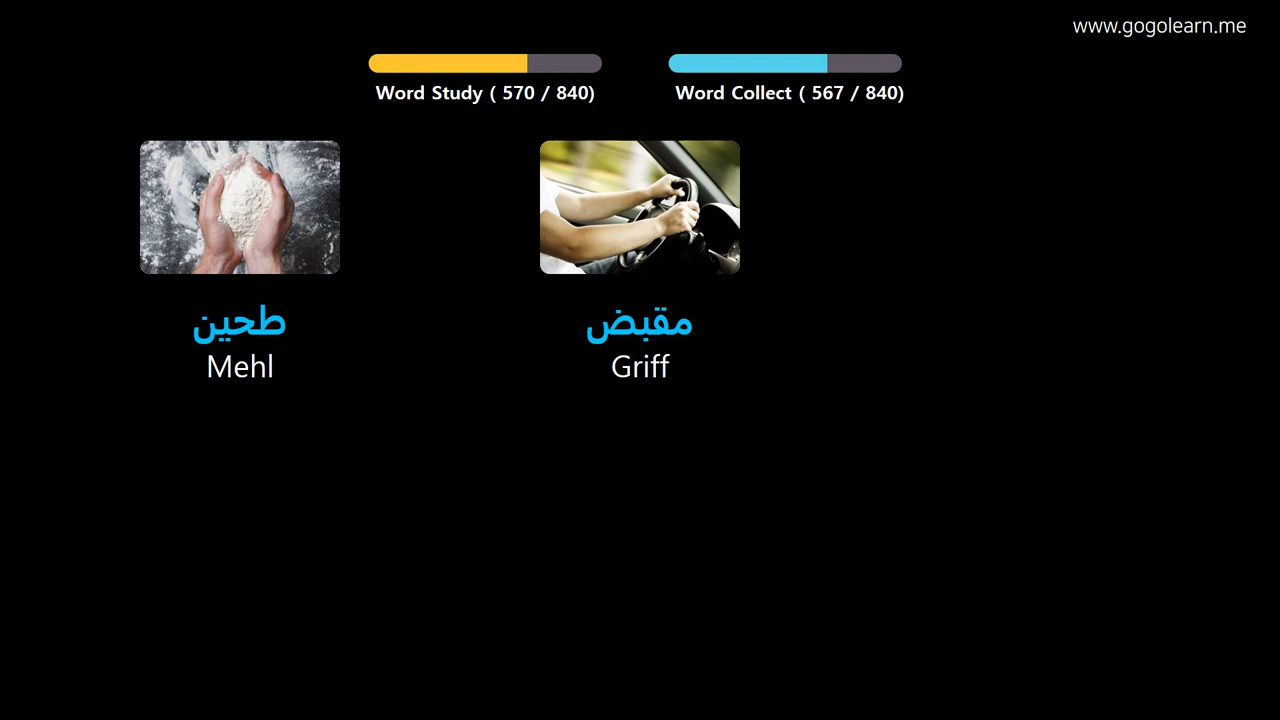 www.gogolearn.me
Word Study ( 570 / 840)
Word Collect ( 567 / 840)
طحين
Mehl
مقبض
Griff